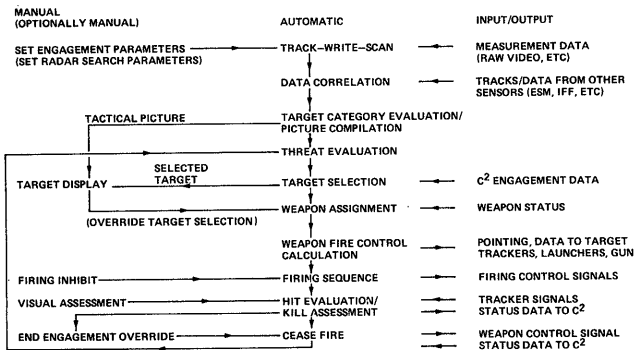 MANUAL
(OPTIONALLY MANUAL)
AUTOMATIC
INPUT/OUTPUT
SET ENGAGEMENT PARAMETERS
(SET RADAR SEARCH PARAMETERS)
TRACK–WRITE–SCAN
MEASUREMENT DATA
(RAW VIDEO, ETC)
DATA CORRELATION
TRACKS/DATA FROM OTHER
SENSORS (ESM, IFF, ETC)
TACTICAL PICTURE
TARGET CATEGORY EVALUATION/
PICTURE COMPILATION
THREAT EVALUATION
SELECTED
TARGET
TARGET DISPLAY
TARGET SELECTION
C² ENGAGEMENT DATA
WEAPON ASSIGNMENT
WEAPON STATUS
(OVERRIDE TARGET SELECTION)
WEAPON FIRE CONTROL
CALCULATION
POINTING, DATA TO TARGET
TRACKERS, LAUNCHERS, GUN
FIRING INHIBIT
FIRING SEQUENCE
FIRING CONTROL SIGNALS
VISUAL ASSESSMENT
HIT EVALUATION/
KILL ASSESSMENT
TRACKER SIGNALS
STATUS DATA TO C²
END ENGAGEMENT OVERRIDE
CEASE FIRE
WEAPON CONTROL SIGNAL
STATUS DATA TO C²